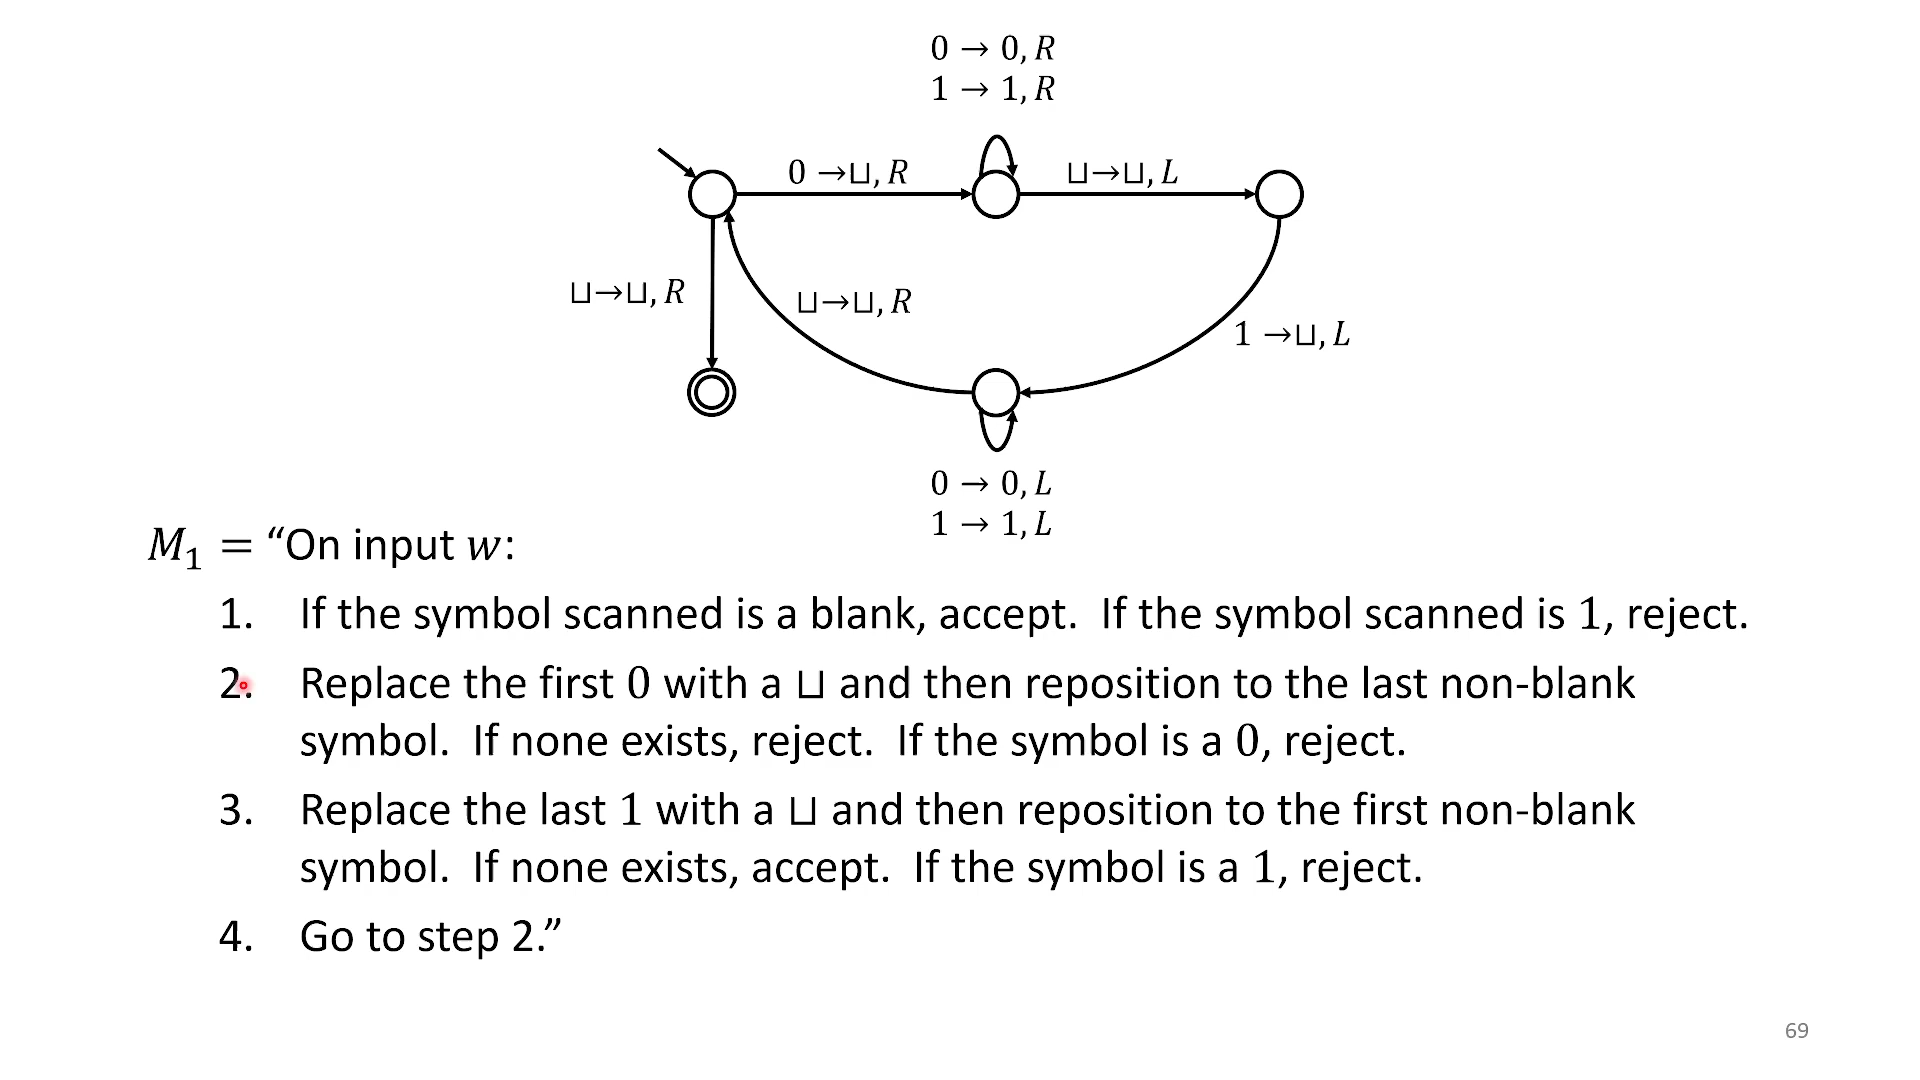 0 → 0, R
1 → 1, R
0 →⊔, R
⊔→⊔, L
⊔→⊔, R
⊔→⊔, R
1 →⊔, L
0 → 0, L
1 → 1, L
M₁ = “On input w:
1. If the symbol scanned is a blank, accept. If the symbol scanned is 1, reject.
2. Replace the first 0 with a ⊔ and then reposition to the last non-blank
symbol. If none exists, reject. If the symbol is a 0, reject.
3. Replace the last 1 with a ⊔ and then reposition to the first non-blank
symbol. If none exists, accept. If the symbol is a 1, reject.
4. Go to step 2.”
69